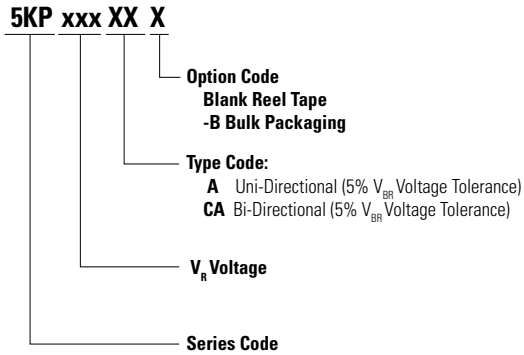 5KP xxx XX X
Option Code
Blank Reel Tape
-B Bulk Packaging
Type Code:
A Uni-Directional (5% VBR Voltage Tolerance)
CA Bi-Directional (5% VBR Voltage Tolerance)
VR Voltage
Series Code